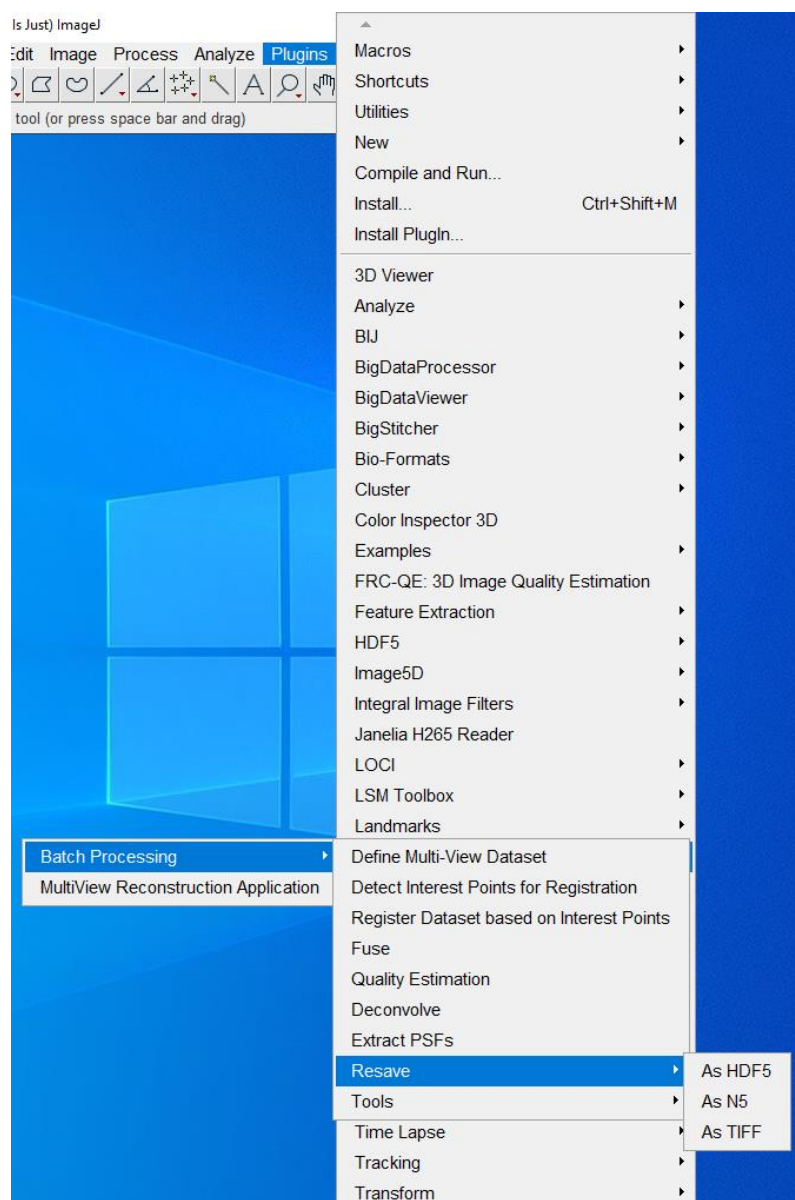 Is Just) ImageJ
Edit Image Process Analyze Plugins
tool (or press space bar and drag)
Macros
Shortcuts
Utilities
New
Compile and Run...
Install... Ctrl+Shift+M
Install PlugIn...
3D Viewer
Analyze
BIJ
BigDataProcessor
BigDataViewer
BigStitcher
Bio-Formats
Cluster
Color Inspector 3D
Examples
FRC-QE: 3D Image Quality Estimation
Feature Extraction
HDF5
Image5D
Integral Image Filters
Janelia H265 Reader
LOCI
LSM Toolbox
Landmarks
Batch Processing
MultiView Reconstruction Application
Define Multi-View Dataset
Detect Interest Points for Registration
Register Dataset based on Interest Points
Fuse
Quality Estimation
Deconvolve
Extract PSFs
Resave
Tools
As HDF5
As N5
As TIFF
Time Lapse
Tracking
Transform